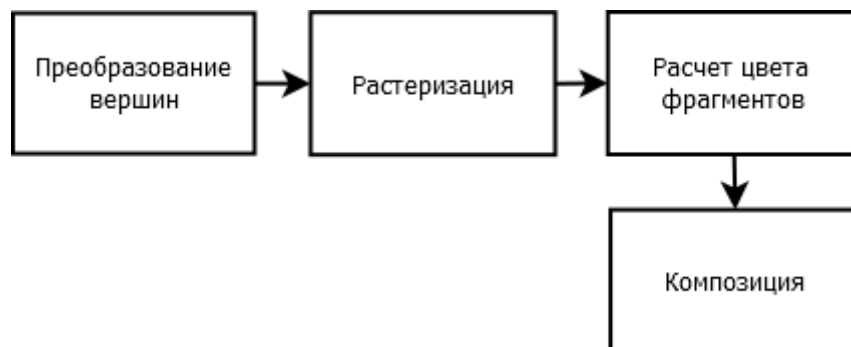 Преобразование
вершин
Растеризация
Расчет цвета
фрагментов
Композиция